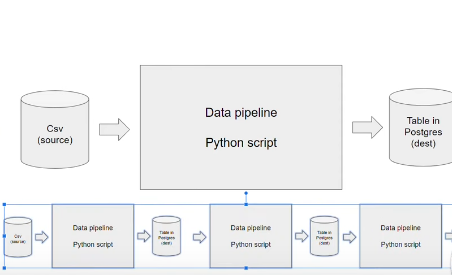 Csv
(source)
Data pipeline
Python script
Table in
Postgres
(dest)
Csv
(source)
Data pipeline
Python script
Table in
Postgres
(dest)
Data pipeline
Python script
Table in
Postgres
(dest)
Data pipeline
Python script